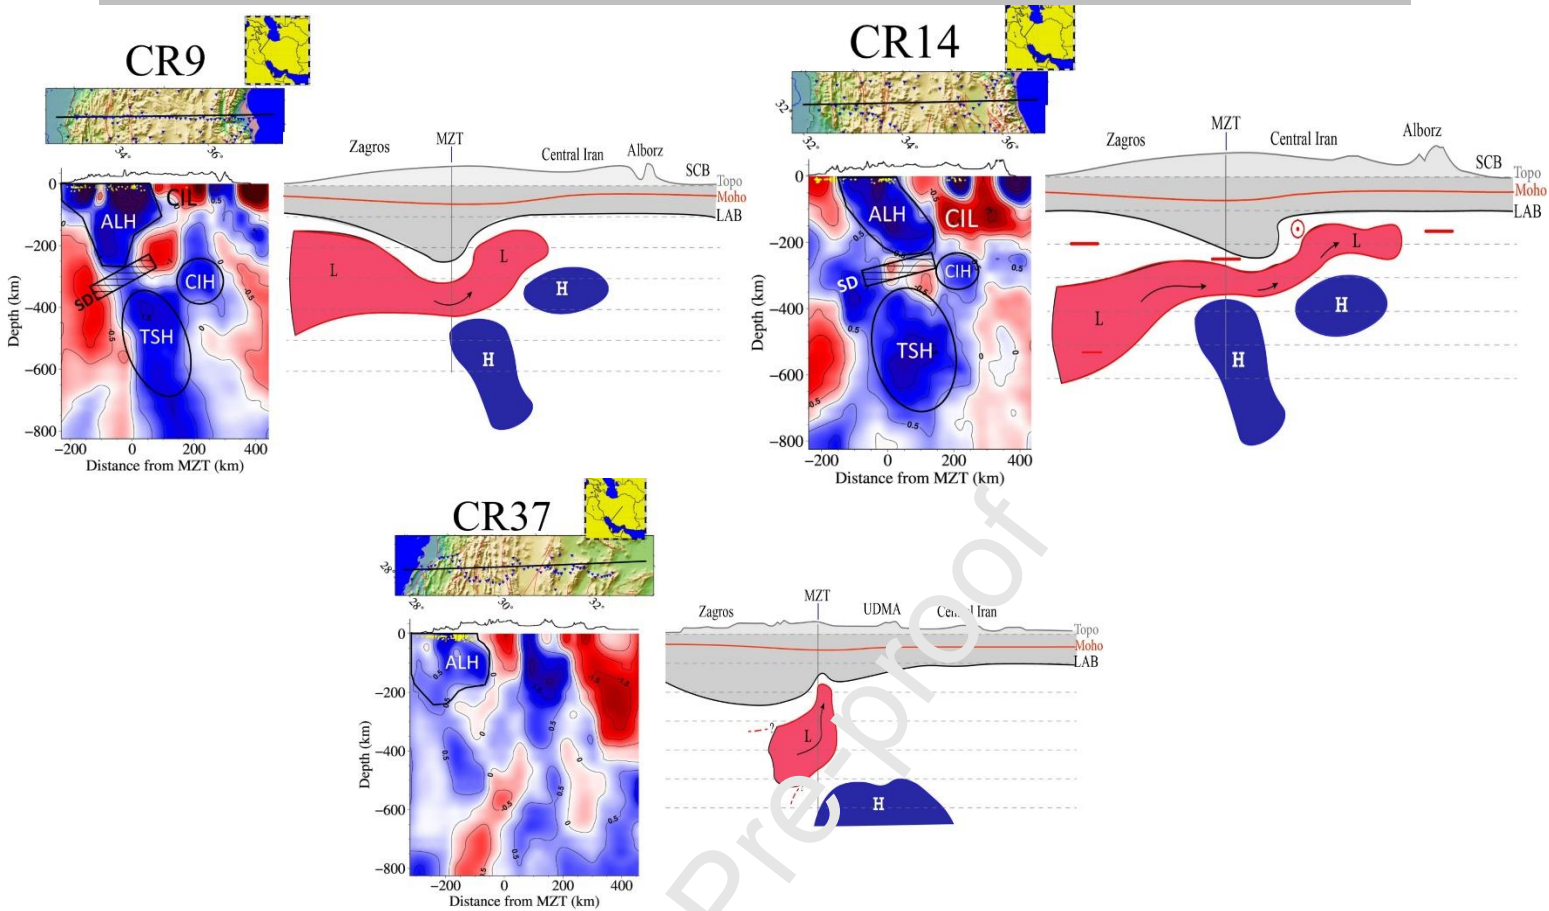 CR9
34°
36°
ALH
CIL
CIH
SD
TSH
0
−200
−400
−600
−800
Depth (km)
−200 0 200 400
Distance from MZT (km)
Zagros MZT Central Iran Alborz SCB
Topo
Moho
LAB
L
L
H
H
CR14
32°
32° 34° 36°
ALH
CIL
CIH
SD
TSH
0
−200
−400
−600
−800
Depth (km)
−200 0 200 400
Distance from MZT (km)
Zagros MZT Central Iran Alborz SCB
Topo
Moho
LAB
L
L
H
H
CR37
28°
28° 30° 32°
ALH
0
−200
−400
−600
−800
Depth (km)
−200 0 200 400
Distance from MZT (km)
Zagros MZT UDMA Central Iran
Topo
Moho
LAB
?
L
H
Pre-proof